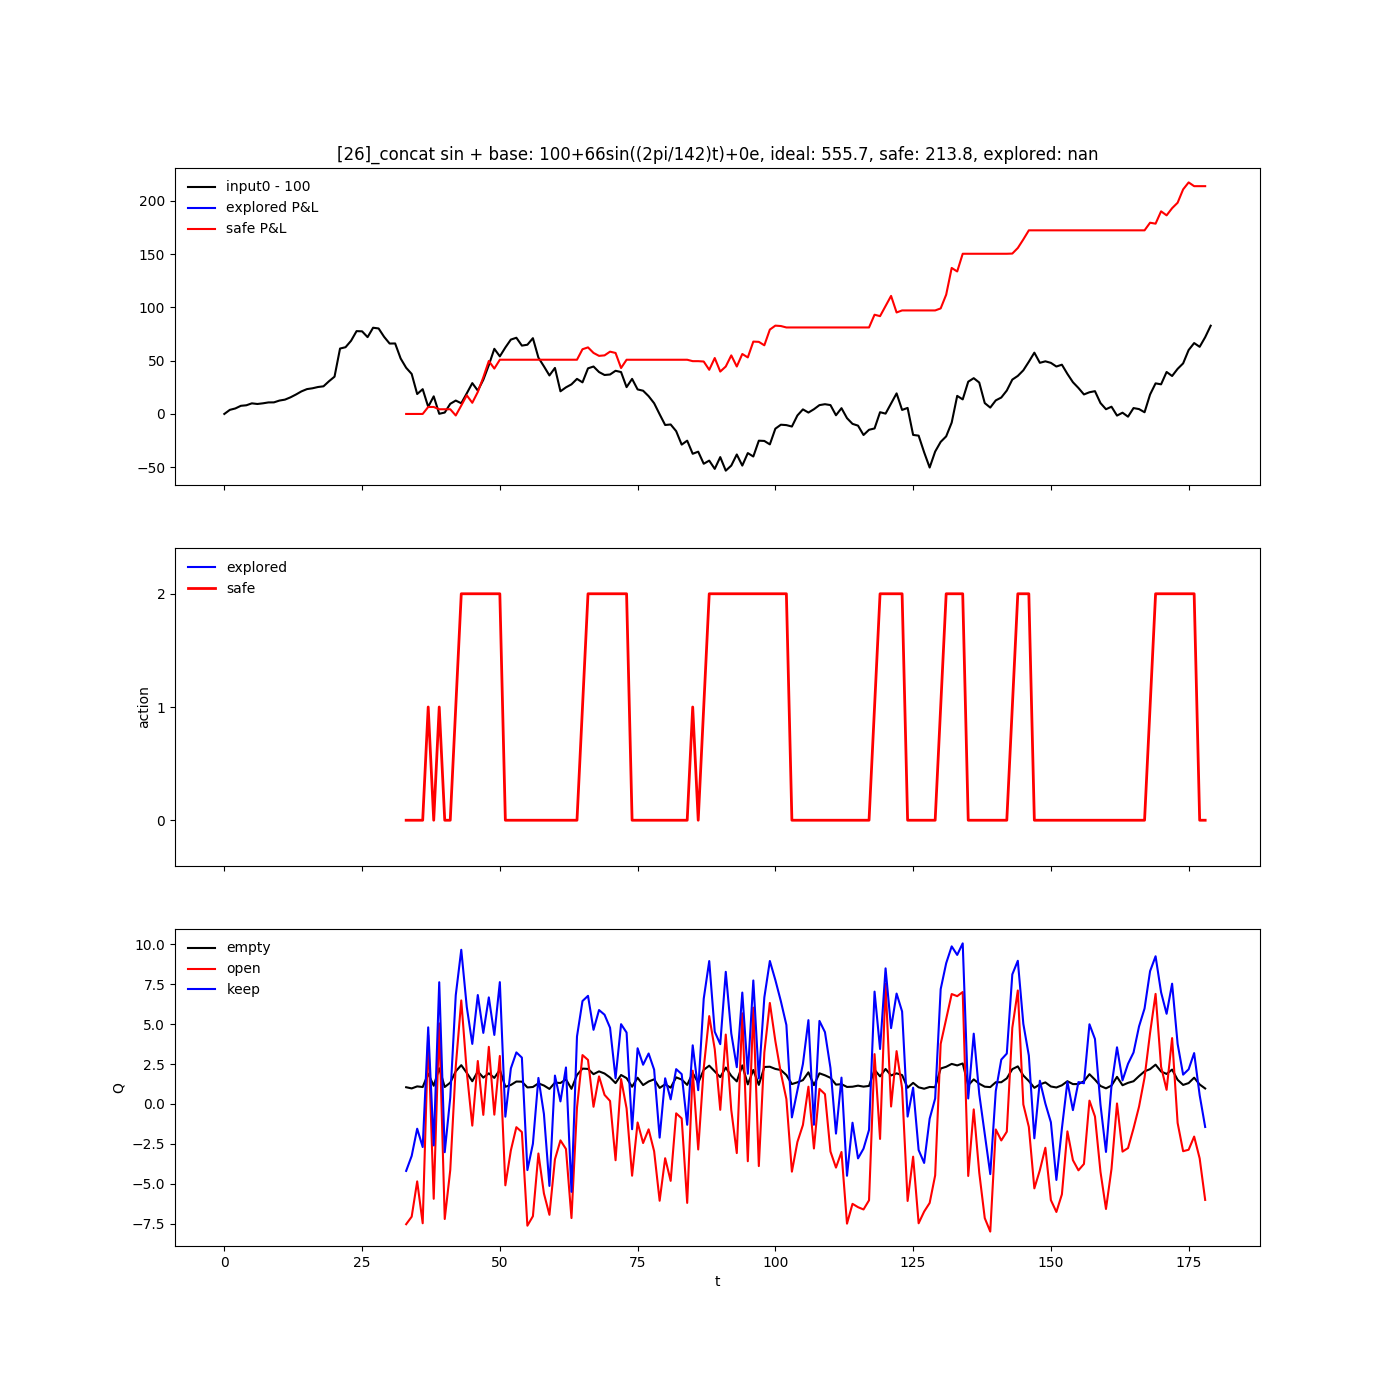 [26]_concat sin + base: 100+66sin((2pi/142)t)+0e, ideal: 555.7, safe: 213.8, explored: nan
input0 - 100
explored P&L
safe P&L
200
150
100
50
0
−50
explored
safe
2
1
0
action
empty
open
keep
10.0
7.5
5.0
2.5
0.0
−2.5
−5.0
−7.5
Q
0 25 50 75 100 125 150 175
t